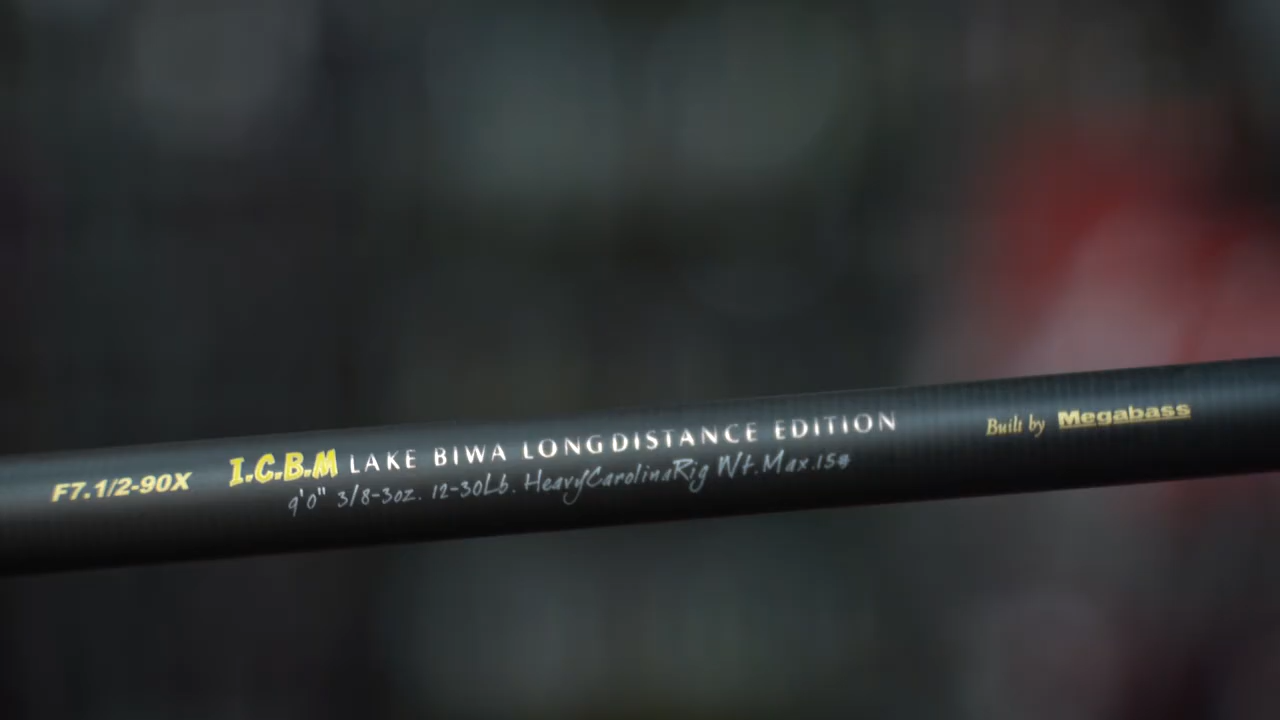 F7.1/2-90X I.C.B.M LAKE BIWA LONG DISTANCE EDITION Built by Megabass
9'0" 3/8-3oz. 12-30Lb. HeavyCarolinaRig Wt.Max.15g